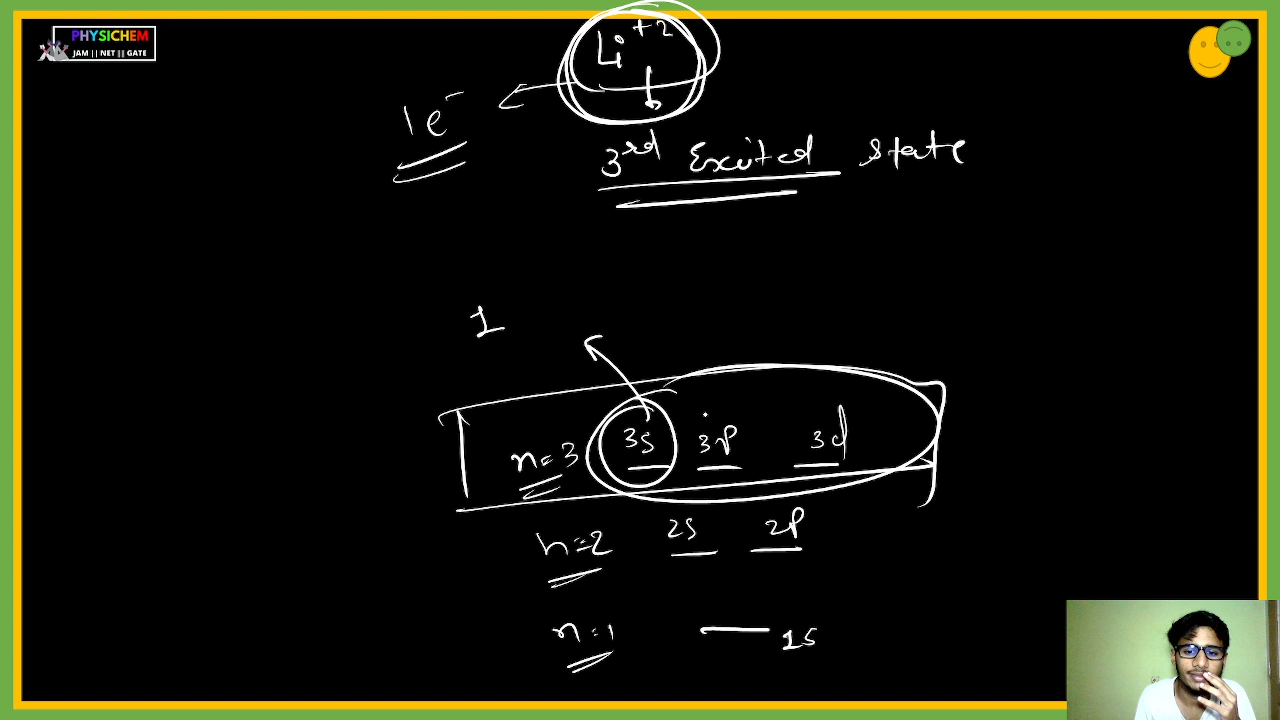 PHYSICHEM
JAM || NET || GATE
Li+2
1e-
3rd Excited State
1
n=3 3s 3p 3d
n=2 2s 2p
n=1 1s